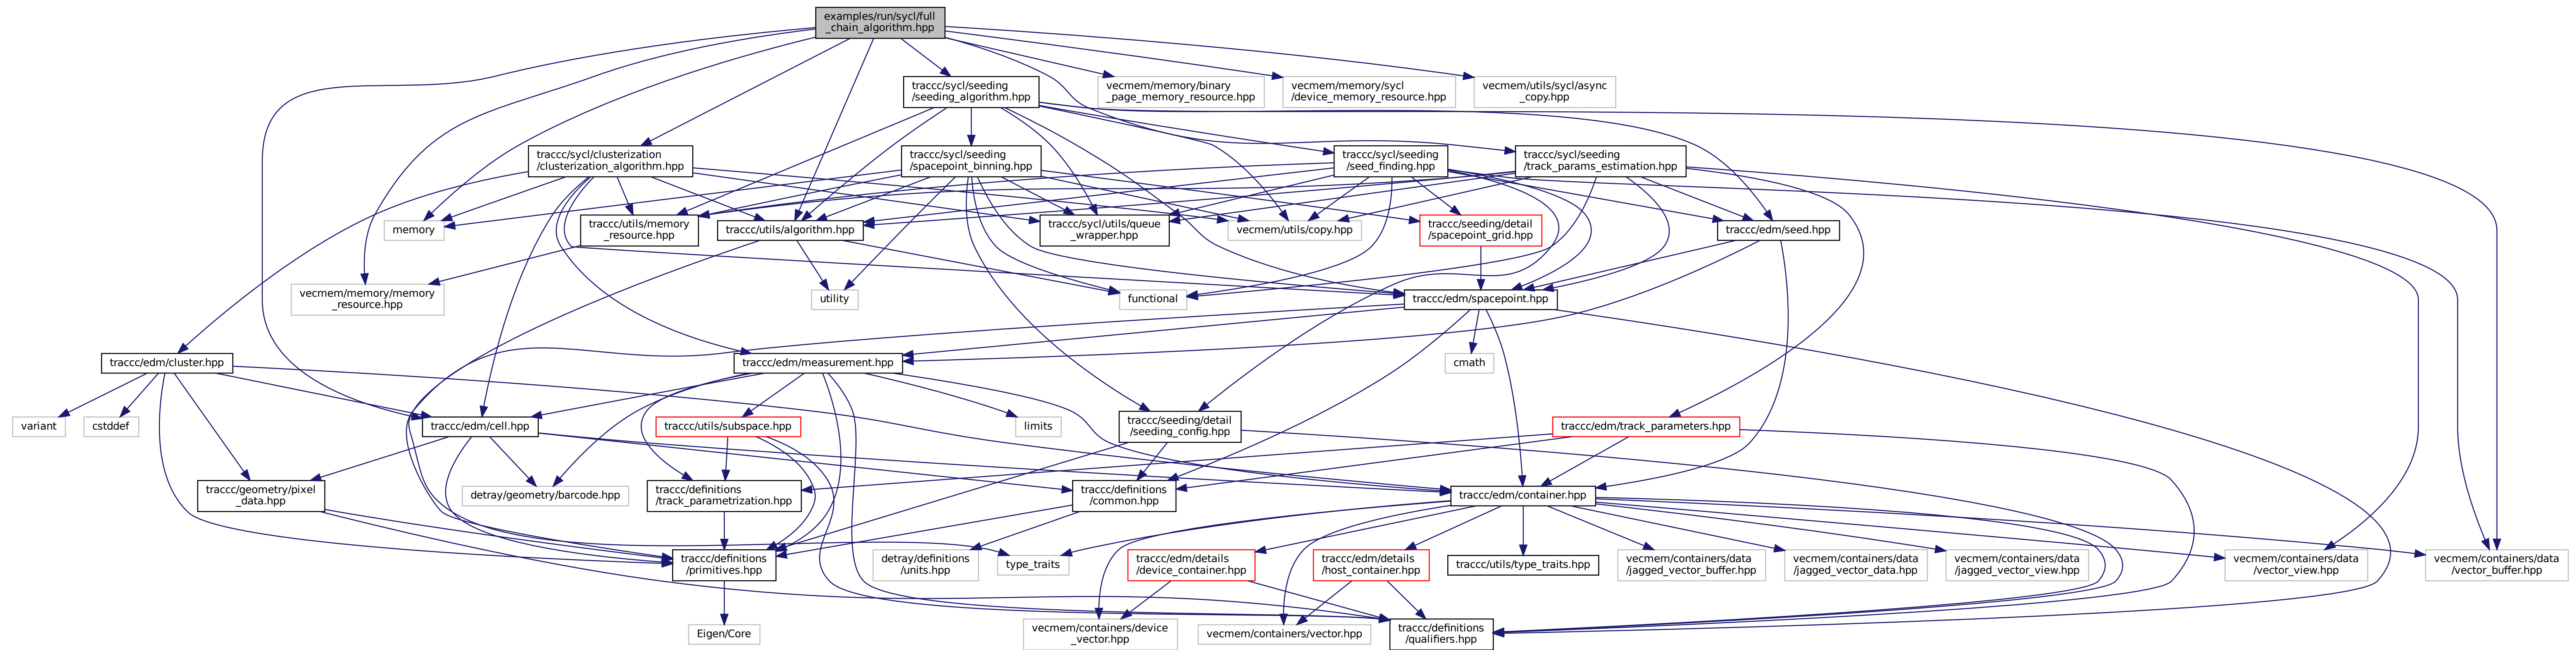 examples/run/sycl/full
_chain_algorithm.hpp
traccc/sycl/seeding
/seeding_algorithm.hpp
vecmem/memory/binary
_page_memory_resource.hpp
vecmem/memory/sycl
/device_memory_resource.hpp
vecmem/utils/sycl/async
_copy.hpp
traccc/sycl/clusterization
/clusterization_algorithm.hpp
traccc/sycl/seeding
/spacepoint_binning.hpp
traccc/sycl/seeding
/seed_finding.hpp
traccc/sycl/seeding
/track_params_estimation.hpp
memory
traccc/utils/memory
_resource.hpp
traccc/utils/algorithm.hpp
traccc/sycl/utils/queue
_wrapper.hpp
vecmem/utils/copy.hpp
traccc/seeding/detail
/spacepoint_grid.hpp
traccc/edm/seed.hpp
vecmem/memory/memory
_resource.hpp
utility
functional
traccc/edm/spacepoint.hpp
traccc/edm/cluster.hpp
traccc/edm/measurement.hpp
cmath
variant
cstddef
traccc/edm/cell.hpp
traccc/utils/subspace.hpp
limits
traccc/seeding/detail
/seeding_config.hpp
traccc/edm/track_parameters.hpp
traccc/geometry/pixel
_data.hpp
detray/geometry/barcode.hpp
traccc/definitions
/track_parametrization.hpp
traccc/definitions
/common.hpp
traccc/edm/container.hpp
traccc/definitions
/primitives.hpp
detray/definitions
/units.hpp
type_traits
traccc/edm/details
/device_container.hpp
traccc/edm/details
/host_container.hpp
traccc/utils/type_traits.hpp
vecmem/containers/data
/jagged_vector_buffer.hpp
vecmem/containers/data
/jagged_vector_data.hpp
vecmem/containers/data
/jagged_vector_view.hpp
vecmem/containers/data
/vector_view.hpp
vecmem/containers/data
/vector_buffer.hpp
Eigen/Core
vecmem/containers/device
_vector.hpp
vecmem/containers/vector.hpp
traccc/definitions
/qualifiers.hpp